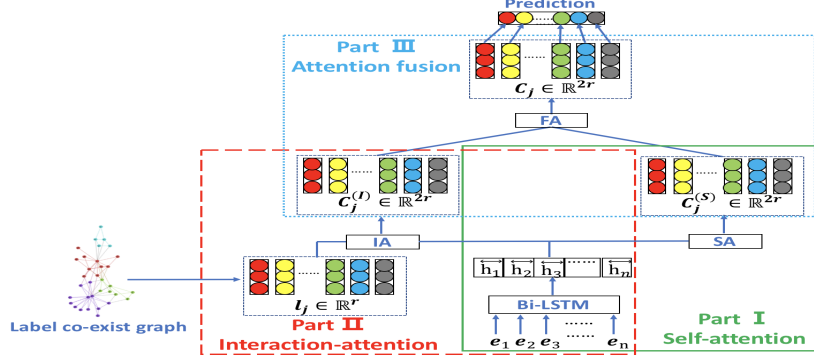 Prediction
Part III
Attention fusion
......
C_j ∈ ℝ^{2r}
FA
......
C_j^{(I)} ∈ ℝ^{2r}
......
C_j^{(S)} ∈ ℝ^{2r}
IA
SA
......
l_j ∈ ℝ^r
h_1 h_2 h_3 ...... h_n
Bi-LSTM
......
e_1 e_2 e_3 ...... e_n
Label co-exist graph
Part II
Interaction-attention
Part I
Self-attention